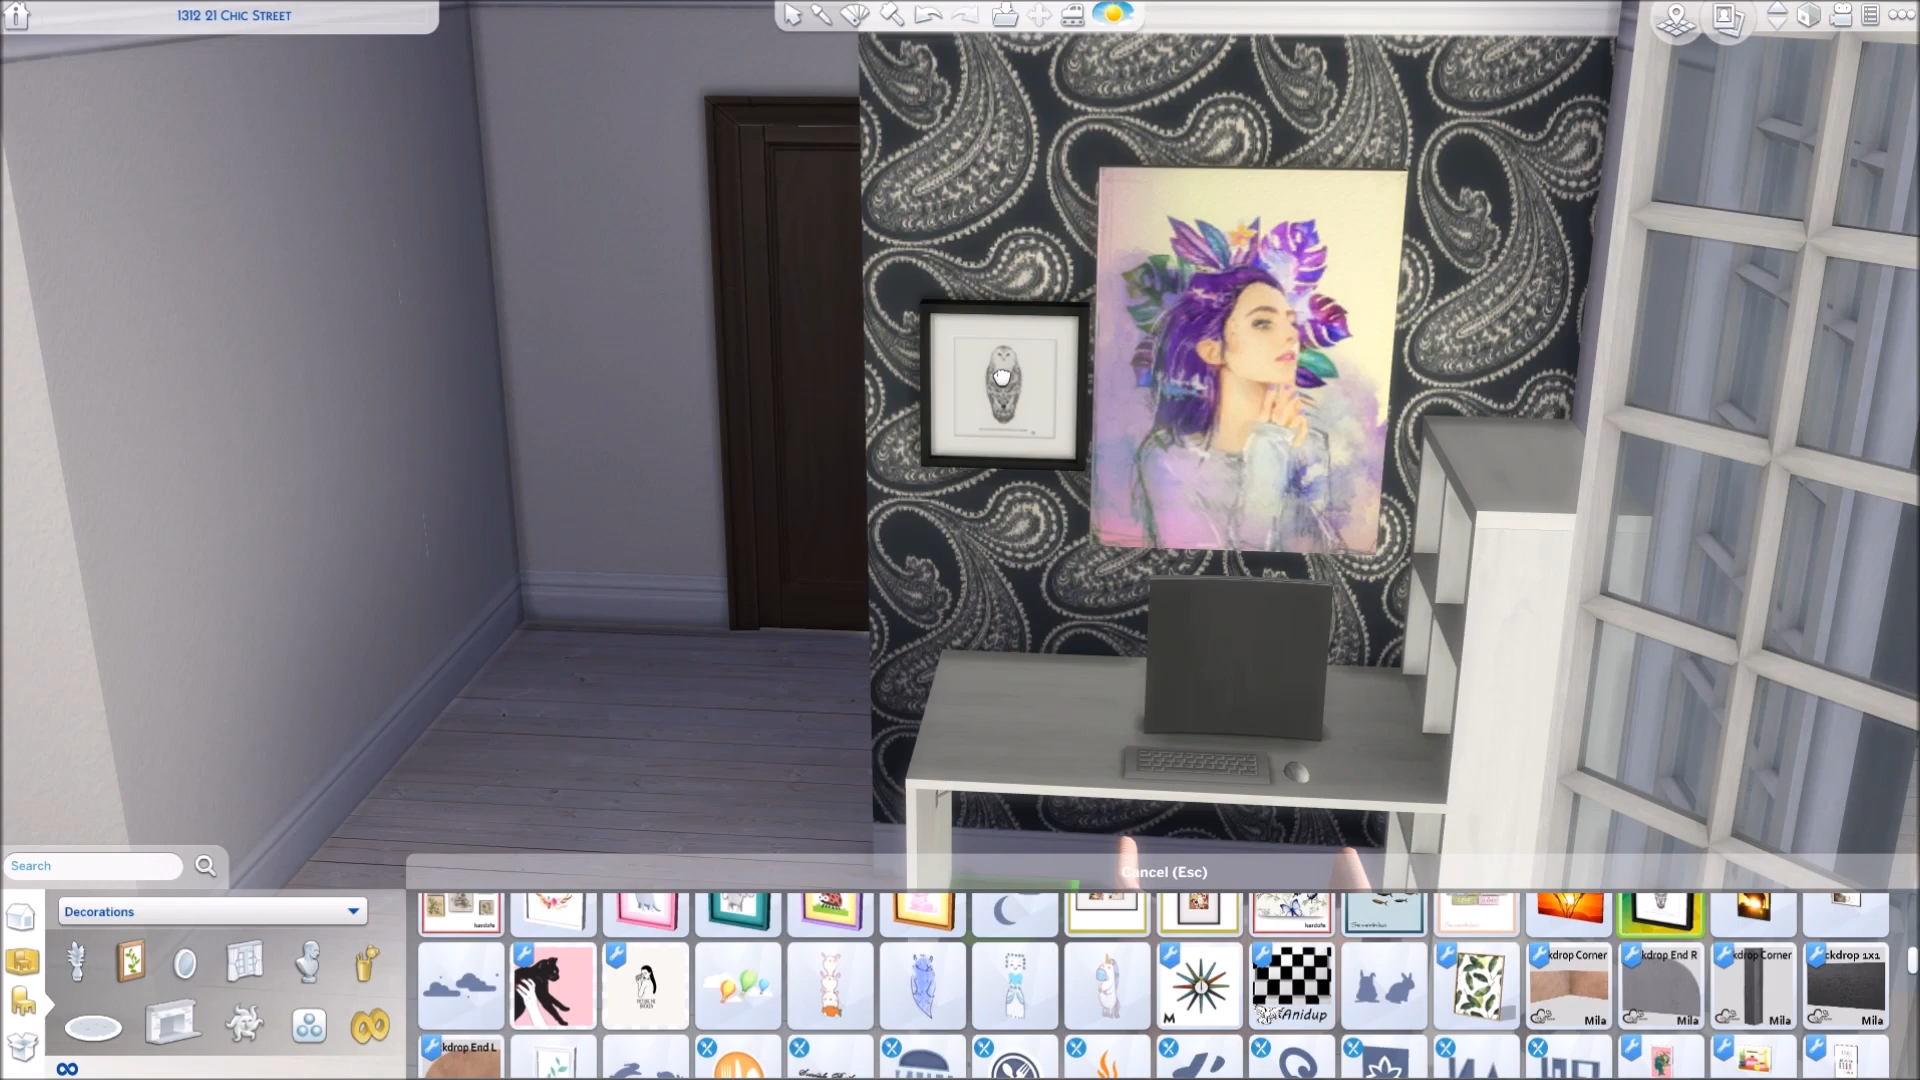 1312 21 Chic Street
Search
Cancel (Esc)
Decorations
M
Anidup
kdrop Corner
Mila
kdrop End R
Mila
kdrop Corner
Mila
ckdrop 1x1
Mila
kdrop End L